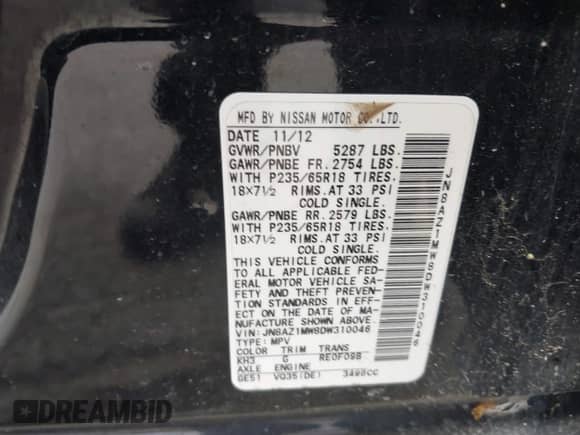 MFD BY NISSAN MOTOR CO.,LTD.
DATE 11/12
GVWR/PNBV 5287 LBS.
GAWR/PNBE FR. 2754 LBS.
WITH P235/65R18 TIRES.
18X7½ RIMS.AT 33 PSI
COLD SINGLE.
GAWR/PNBE RR. 2579 LBS.
WITH P235/65R18 TIRES.
18X7½ RIMS.AT 33 PSI
COLD SINGLE.
THIS VEHICLE CONFORMS
TO ALL APPLICABLE FED-
ERAL MOTOR VEHICLE SA-
FETY AND THEFT PREVEN-
TION STANDARDS IN EFF-
ECT ON THE DATE OF MA-
NUFACTURE SHOWN ABOVE.
VIN:JN8AZ1MW8DW310046
TYPE:MPV
COLOR TRIM TRANS
KH3 G RE0F09B
AXLE ENGINE
GE51 VQ35(DE) 3498CC
JN8AZ1MW8DW310046
DREAMBID